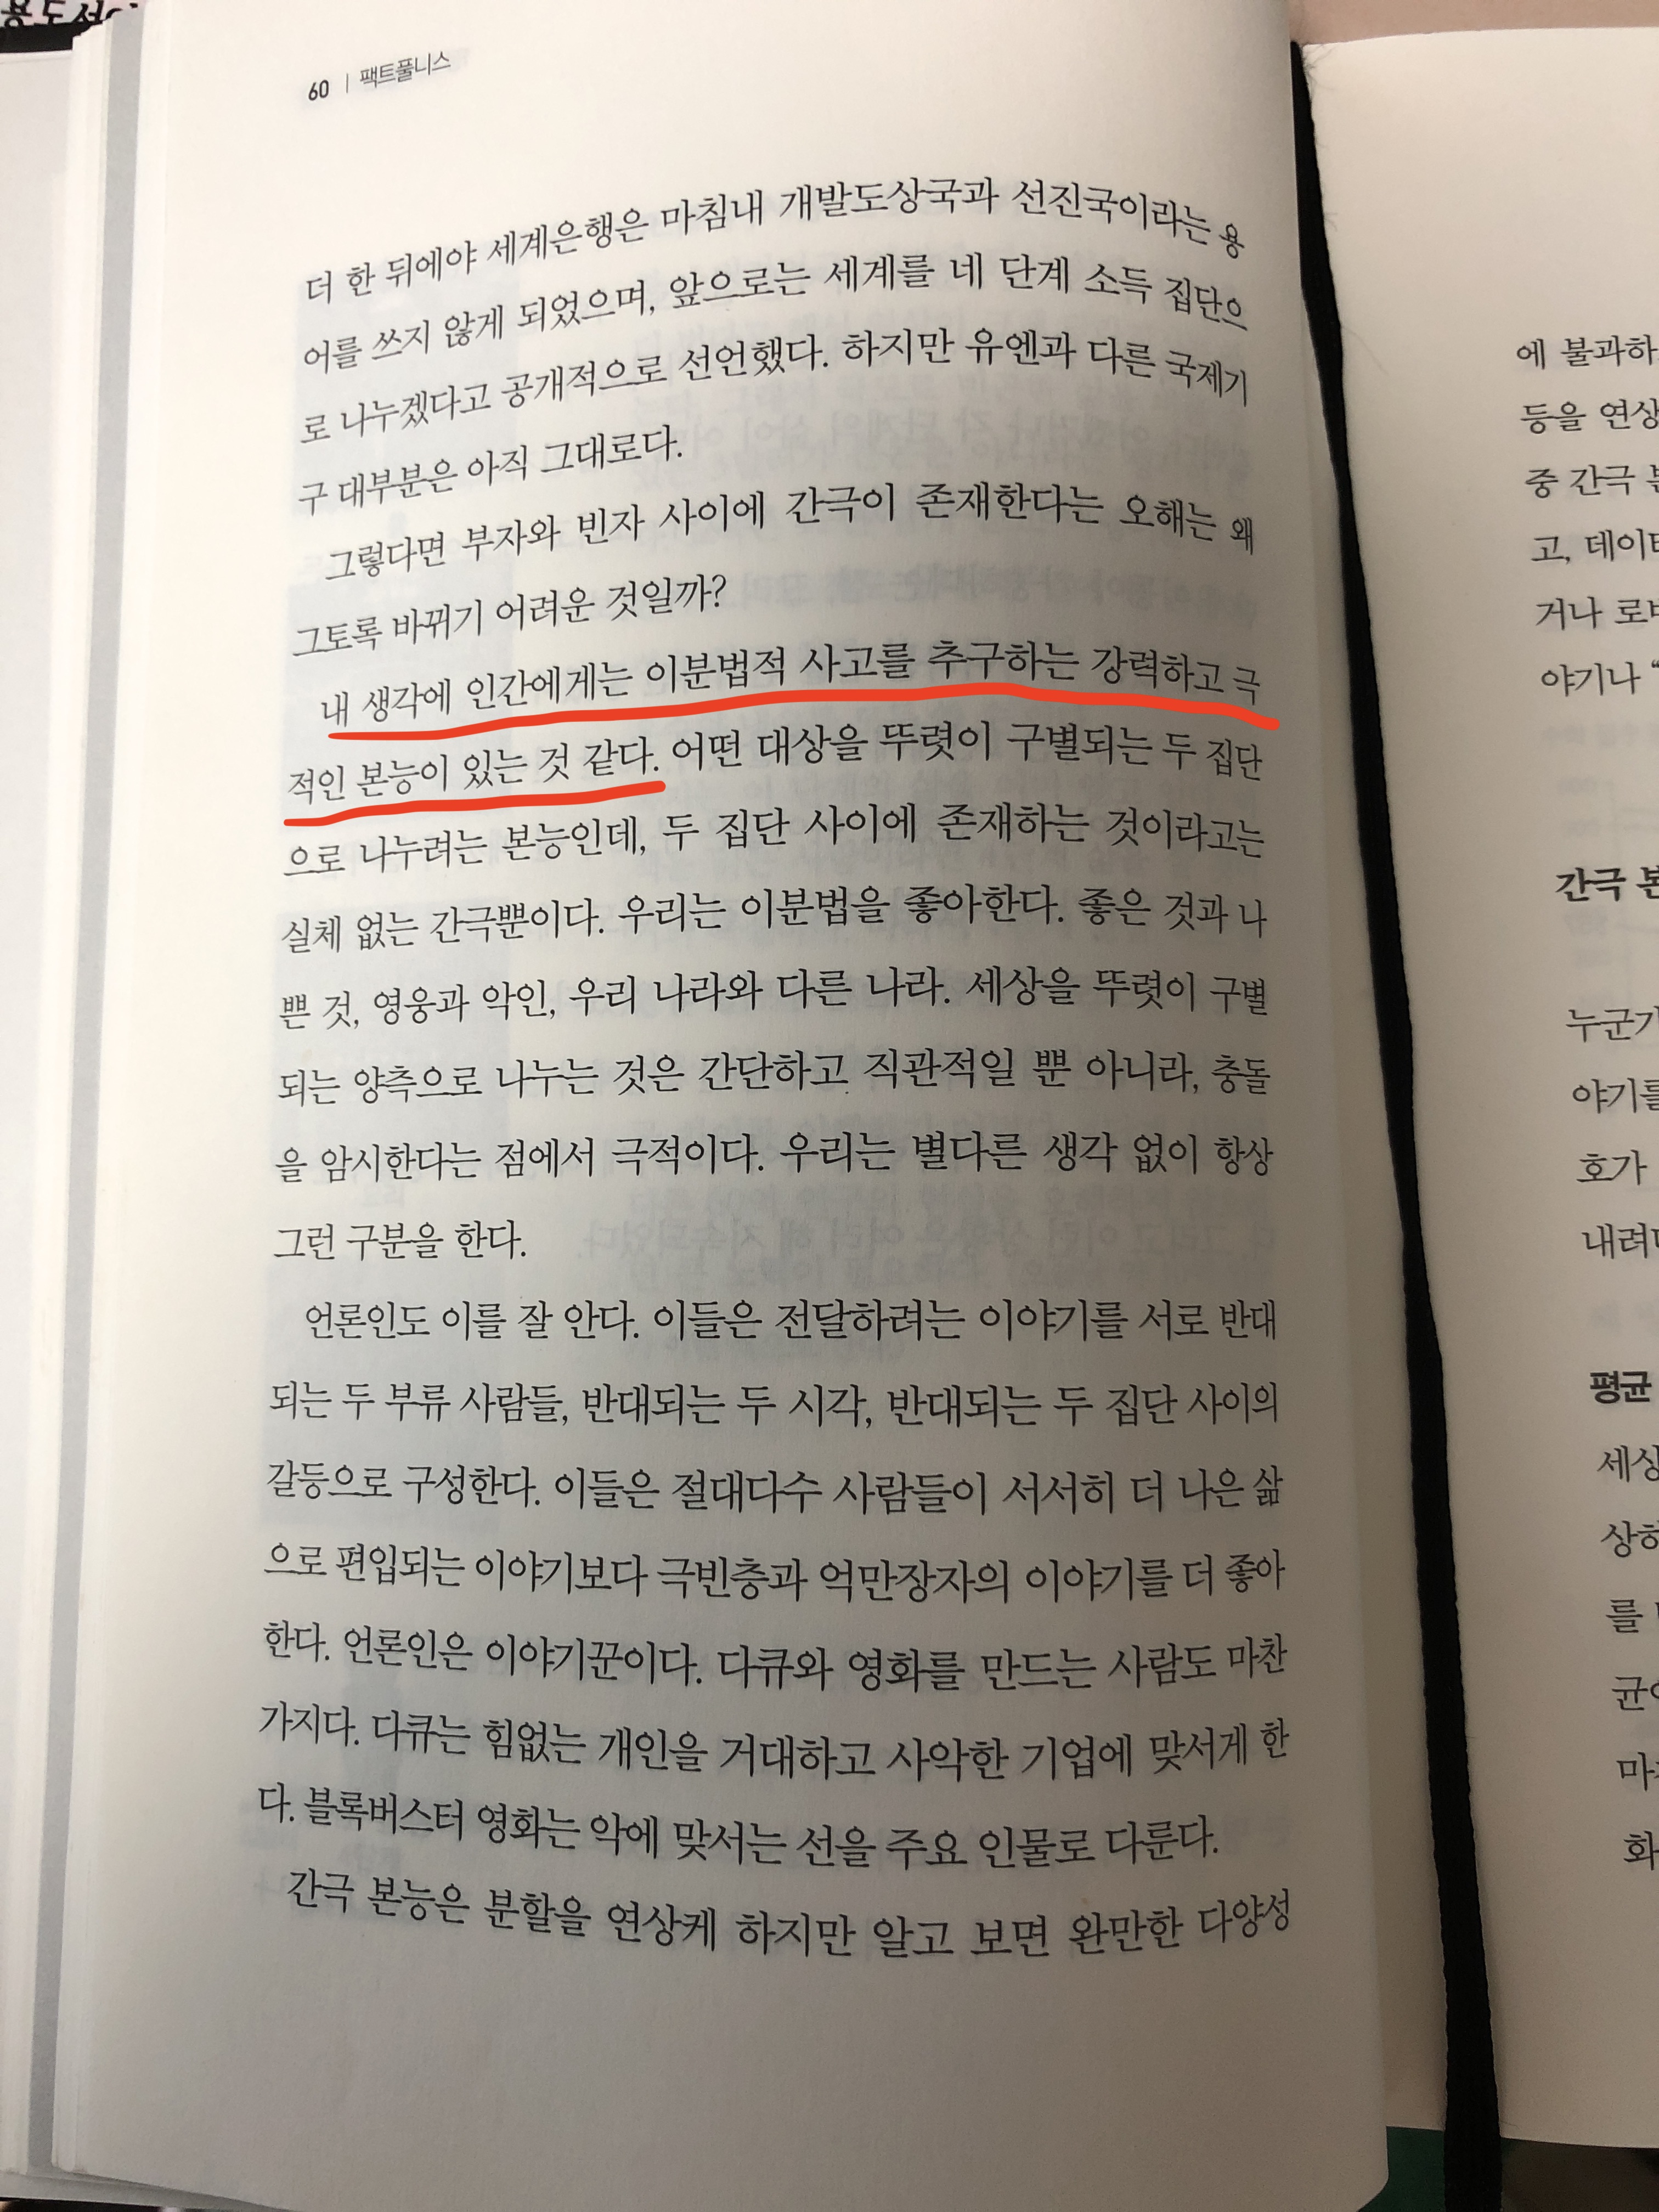 60 | 팩트풀니스
더 한 뒤에야 세계은행은 마침내 개발도상국과 선진국이라는 용
어를 쓰지 않게 되었으며, 앞으로는 세계를 네 단계 소득 집단으
로 나누겠다고 공개적으로 선언했다. 하지만 유엔과 다른 국제기
구 대부분은 아직 그대로다.
그렇다면 부자와 빈자 사이에 간극이 존재한다는 오해는 왜
그토록 바뀌기 어려운 것일까?
내 생각에 인간에게는 이분법적 사고를 추구하는 강력하고 극
적인 본능이 있는 것 같다. 어떤 대상을 뚜렷이 구별되는 두 집단
으로 나누려는 본능인데, 두 집단 사이에 존재하는 것이라고는
실체 없는 간극뿐이다. 우리는 이분법을 좋아한다. 좋은 것과 나
쁜 것, 영웅과 악인, 우리 나라와 다른 나라. 세상을 뚜렷이 구별
되는 양측으로 나누는 것은 간단하고 직관적일 뿐 아니라, 충돌
을 암시한다는 점에서 극적이다. 우리는 별다른 생각 없이 항상
그런 구분을 한다.
언론인도 이를 잘 안다. 이들은 전달하려는 이야기를 서로 반대
되는 두 부류 사람들, 반대되는 두 시각, 반대되는 두 집단 사이의
갈등으로 구성한다. 이들은 절대다수 사람들이 서서히 더 나은 삶
으로 편입되는 이야기보다 극빈층과 억만장자의 이야기를 더 좋아
한다. 언론인은 이야기꾼이다. 다큐와 영화를 만드는 사람도 마찬
가지다. 다큐는 힘없는 개인을 거대하고 사악한 기업에 맞서게 한
다. 블록버스터 영화는 악에 맞서는 선을 주요 인물로 다룬다.
간극 본능은 분할을 연상케 하지만 알고 보면 완만한 다양성
에 불과하
등을 연상
중 간극
고, 데이터
거나 로
야기나 "
간극 본
누군가
야기를
호가
내려
평균
세상
상하
를
균
마
화